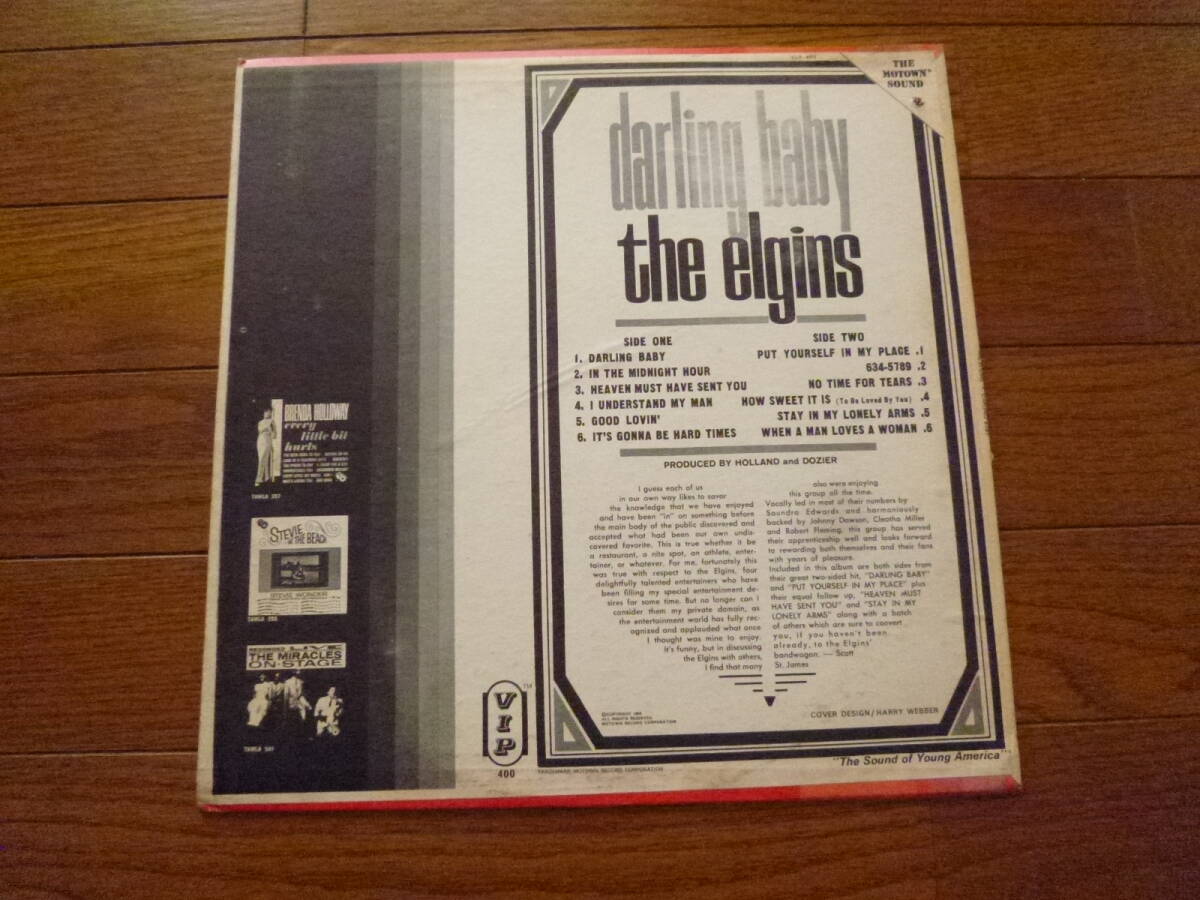 THE
MOTOWN
SOUND
darling baby
the elgins
SIDE ONE
1. DARLING BABY
2. IN THE MIDNIGHT HOUR
3. HEAVEN MUST HAVE SENT YOU
4. I UNDERSTAND MY MAN
5. GOOD LOVIN'
6. IT'S GONNA BE HARD TIMES
SIDE TWO
PUT YOURSELF IN MY PLACE .1
634-5789 .2
NO TIME FOR TEARS .3
HOW SWEET IT IS (To Be Loved By You) .4
STAY IN MY LONELY ARMS .5
WHEN A MAN LOVES A WOMAN .6
PRODUCED BY HOLLAND and DOZIER
I guess each of us
in our own way likes to savor
the knowledge that we have enjoyed
and have been "in" on something before
the main body of the public discovered and
accepted what had been our own undis-
covered favorite. This is true whether it be
a restaurant, a nite spot, an athlete, enter-
tainer, or whatever. For me, fortunately this
was true with respect to the Elgins, four
delightfully talented entertainers who have
been filling my special entertainment de-
sires for some time. But no longer can I
consider them my private domain, as
the entertainment world has fully rec-
ognized and applauded what once
I thought was mine to enjoy.
It's funny, but in discussing
the Elgins with others,
I find that many
also were enjoying
this group all the time.
Vocally led in most of their numbers by
Saundra Edwards and harmoniously
backed by Johnny Dawson, Cleotha Miller
and Robert Fleming, this group has served
their apprenticeship well and looks forward
to rewarding both themselves and their fans
with years of pleasure.
Included in this album are both sides from
their great two-sided hit, "DARLING BABY"
and "PUT YOURSELF IN MY PLACE" plus
their equal follow up, "HEAVEN MUST
HAVE SENT YOU" and "STAY IN MY
LONELY ARMS" along with a batch
of others which are sure to convert
you, if you haven't been
already, to the Elgins'
bandwagon. — Scott
St. James
COVER DESIGN/HARRY WEBBER
ALL RIGHTS RESERVED
MOTOWN RECORD CORPORATION
VIP
TM
400
TRADEMARK MOTOWN RECORD CORPORATION
"The Sound of Young America"
BRENDA HOLLOWAY
every
little bit
hurts
TAMLA 257
STEVIE
AT THE BEACH
STEVIE WONDER
TAMLA 255
RECORDED LIVE
THE MIRACLES
ON STAGE
TAMLA 241